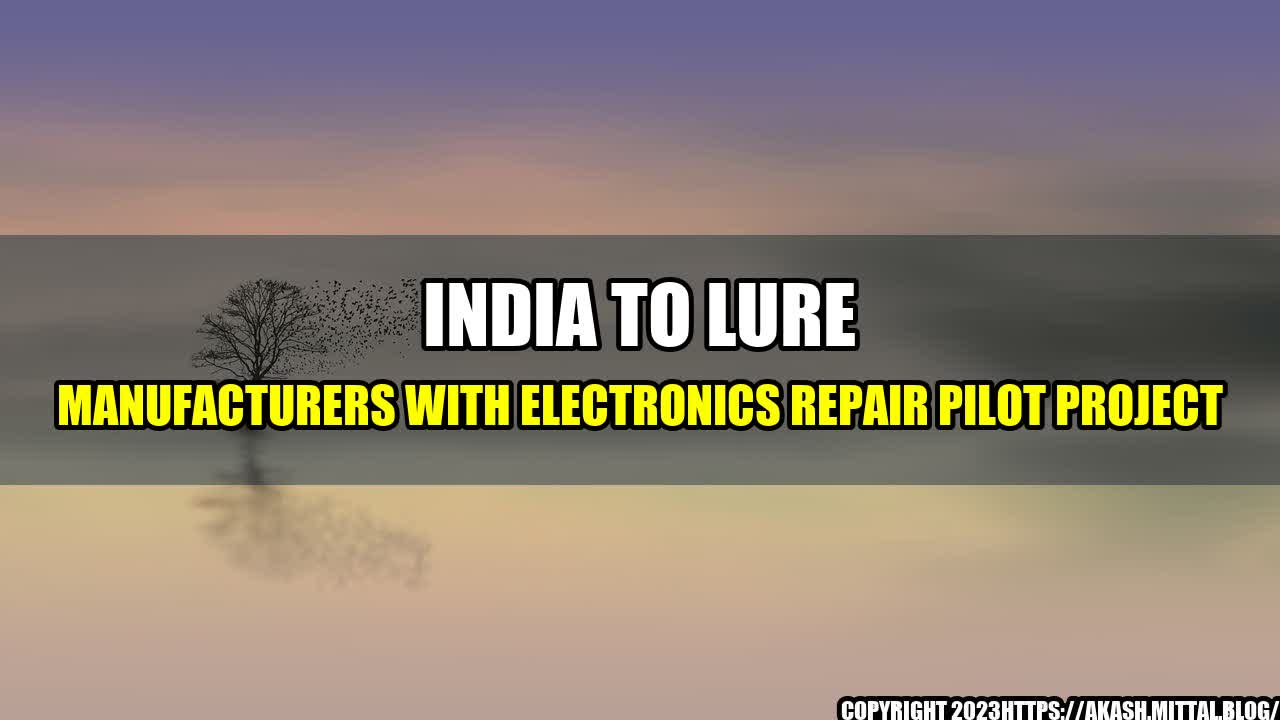 INDIA TO LURE
MANUFACTURERS WITH ELECTRONICS REPAIR PILOT PROJECT
COPYRIGHT 2023HTTPS://AKASH.MITTAL.BLOG/